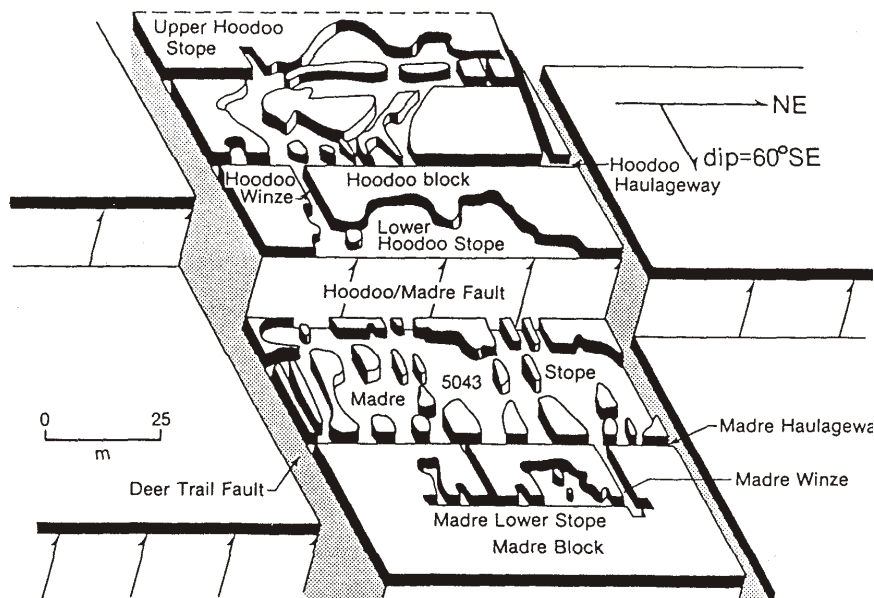 Upper Hoodoo
Stope
NE
dip=60°SE
Hoodoo
Haulageway
Hoodoo
Winze
Hoodoo block
Lower
Hoodoo Stope
Hoodoo/Madre Fault
5043
Stope
Madre
0
25
m
Madre Haulagewa
Deer Trail Fault
Madre Winze
Madre Lower Stope
Madre Block